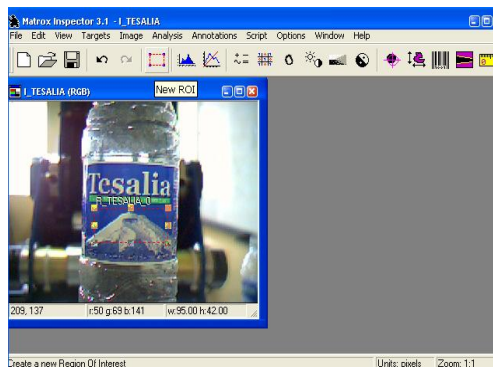 Matrox Inspector 3.1 - I_TESALIA
File Edit View Targets Image Analysis Annotations Script Options Window Help
I_TESALIA (RGB)
New ROI
Tesalia
R_TESALIA_0
209, 137 r:50 g:69 b:141 w:95.00 h:42.00
Create a new Region Of Interest Units: pixels Zoom: 1:1